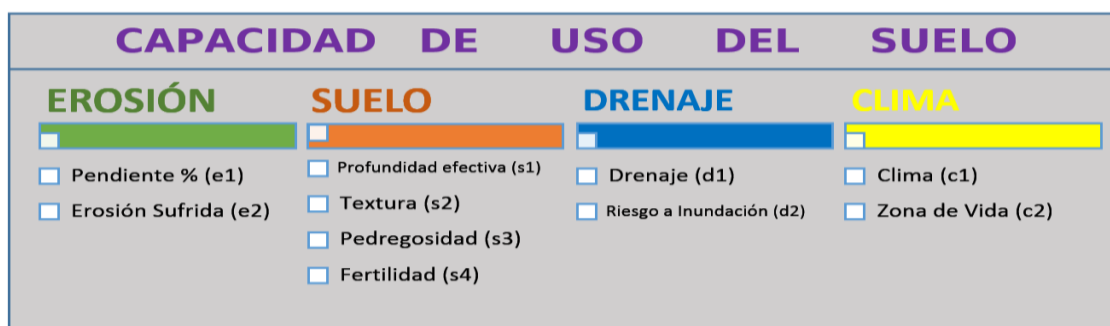 CAPACIDAD DE USO DEL SUELO
EROSIÓN
Pendiente % (e1)
Erosión Sufrida (e2)
SUELO
Profundidad efectiva (s1)
Textura (s2)
Pedregosidad (s3)
Fertilidad (s4)
DRENAJE
Drenaje (d1)
Riesgo a Inundación (d2)
CLIMA
Clima (c1)
Zona de Vida (c2)